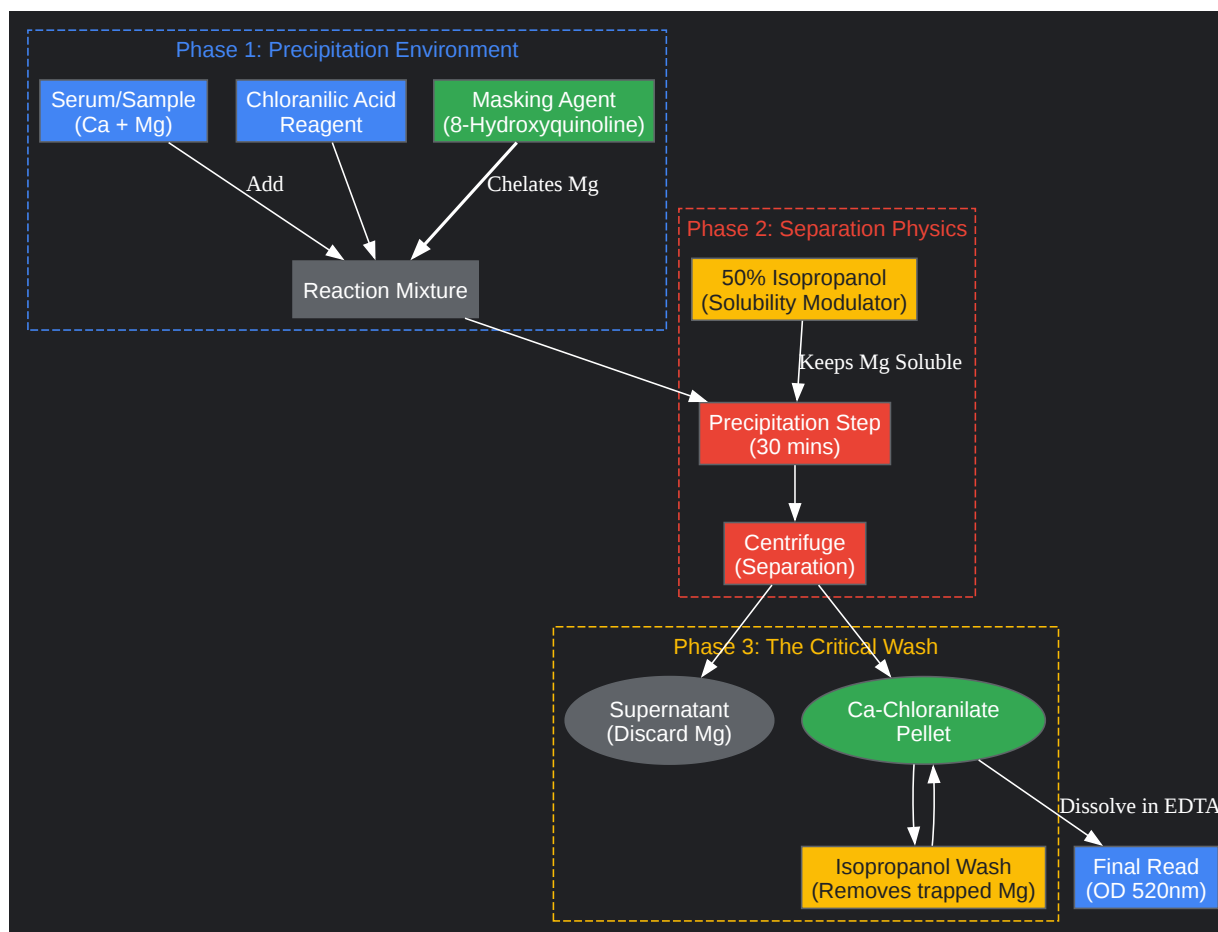 Phase 1: Precipitation Environment
Serum/Sample
(Ca + Mg)
Chloranilic Acid
Reagent
Masking Agent
(8-Hydroxyquinoline)
Add
Chelates Mg
Reaction Mixture
Phase 2: Separation Physics
50% Isopropanol
(Solubility Modulator)
Keeps Mg Soluble
Precipitation Step
(30 mins)
Centrifuge
(Separation)
Phase 3: The Critical Wash
Supernatant
(Discard Mg)
Ca-Chloranilate
Pellet
Dissolve in EDTA
Isopropanol Wash
(Removes trapped Mg)
Final Read
(OD 520nm)